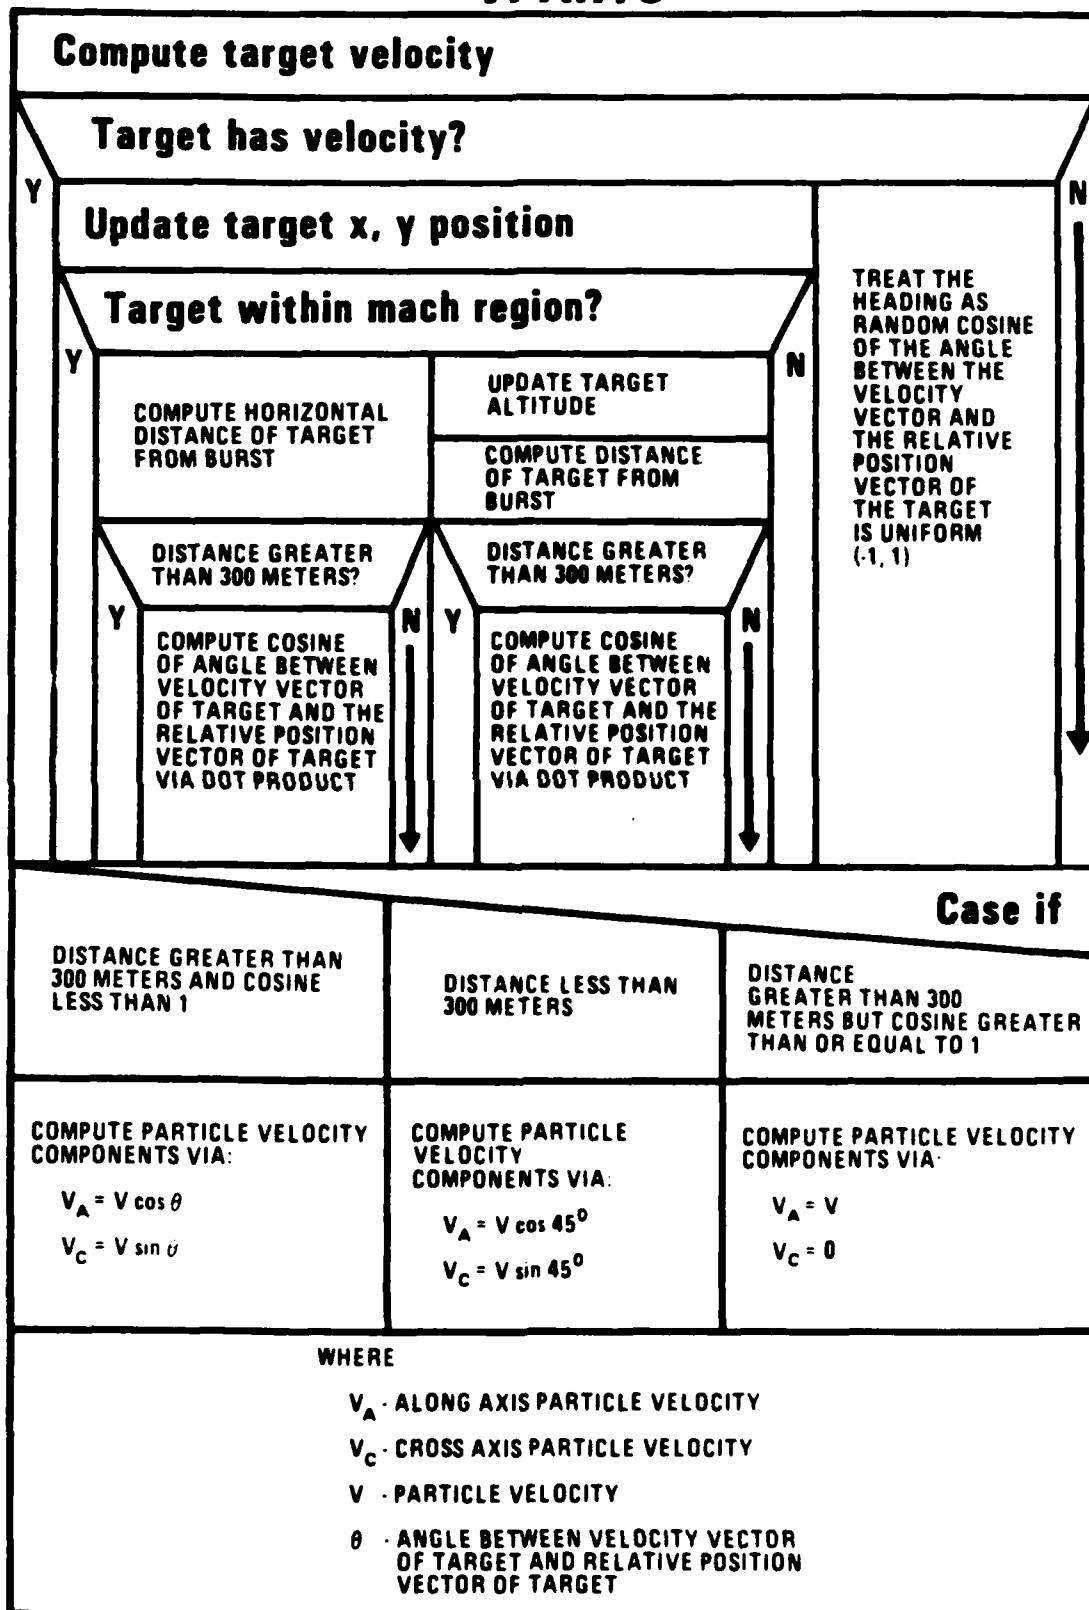 Compute target velocity
Target has velocity?
Y
N
Update target x, y position
Target within mach region?
Y
N
COMPUTE HORIZONTAL
DISTANCE OF TARGET
FROM BURST
UPDATE TARGET
ALTITUDE
COMPUTE DISTANCE
OF TARGET FROM
BURST
TREAT THE
HEADING AS
RANDOM COSINE
OF THE ANGLE
BETWEEN THE
VELOCITY
VECTOR AND
THE RELATIVE
POSITION
VECTOR OF
THE TARGET
IS UNIFORM
(-1, 1)
DISTANCE GREATER
THAN 300 METERS?
Y
N
COMPUTE COSINE
OF ANGLE BETWEEN
VELOCITY VECTOR
OF TARGET AND THE
RELATIVE POSITION
VECTOR OF TARGET
VIA DOT PRODUCT
DISTANCE GREATER
THAN 300 METERS?
Y
N
COMPUTE COSINE
OF ANGLE BETWEEN
VELOCITY VECTOR
OF TARGET AND THE
RELATIVE POSITION
VECTOR OF TARGET
VIA DOT PRODUCT
Case if
DISTANCE GREATER THAN
300 METERS AND COSINE
LESS THAN 1
DISTANCE LESS THAN
300 METERS
DISTANCE
GREATER THAN 300
METERS BUT COSINE GREATER
THAN OR EQUAL TO 1
COMPUTE PARTICLE VELOCITY
COMPONENTS VIA:
V_A = V cos θ
V_C = V sin θ
COMPUTE PARTICLE
VELOCITY
COMPONENTS VIA:
V_A = V cos 45°
V_C = V sin 45°
COMPUTE PARTICLE VELOCITY
COMPONENTS VIA:
V_A = V
V_C = 0
WHERE
V_A - ALONG AXIS PARTICLE VELOCITY
V_C - CROSS AXIS PARTICLE VELOCITY
V - PARTICLE VELOCITY
θ - ANGLE BETWEEN VELOCITY VECTOR
OF TARGET AND RELATIVE POSITION
VECTOR OF TARGET